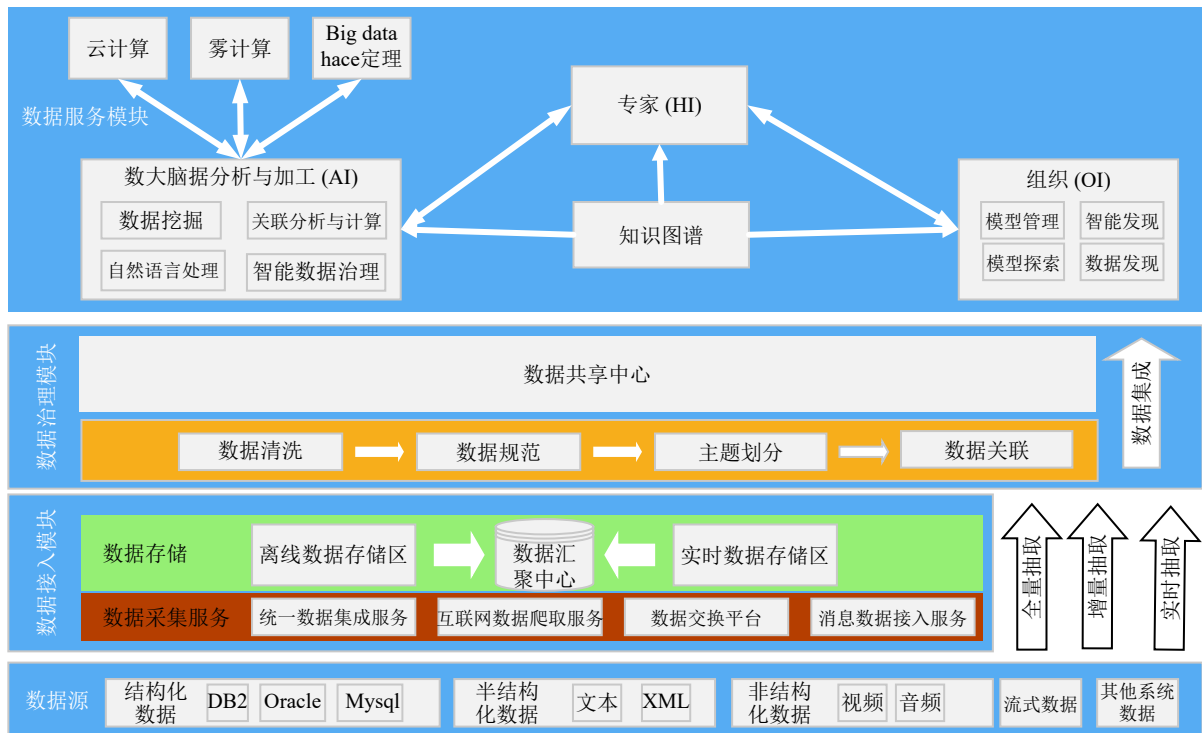 云计算
雾计算
Big data
hace定理
数据服务模块
专家 (HI)
数大脑据分析与加工 (AI)
数据挖掘
关联分析与计算
自然语言处理
智能数据治理
知识图谱
组织 (OI)
模型管理
智能发现
模型探索
数据发现
数据治理模块
数据共享中心
数据集成
数据清洗
数据规范
主题划分
数据关联
数据接入模块
数据存储
离线数据存储区
数据汇
聚中心
实时数据存储区
全量抽取
增量抽取
实时抽取
数据采集服务
统一数据集成服务
互联网数据爬取服务
数据交换平台
消息数据接入服务
数据源
结构化
数据
DB2
Oracle
Mysql
半结构
化数据
文本
XML
非结构
化数据
视频
音频
流式数据
其他系统
数据